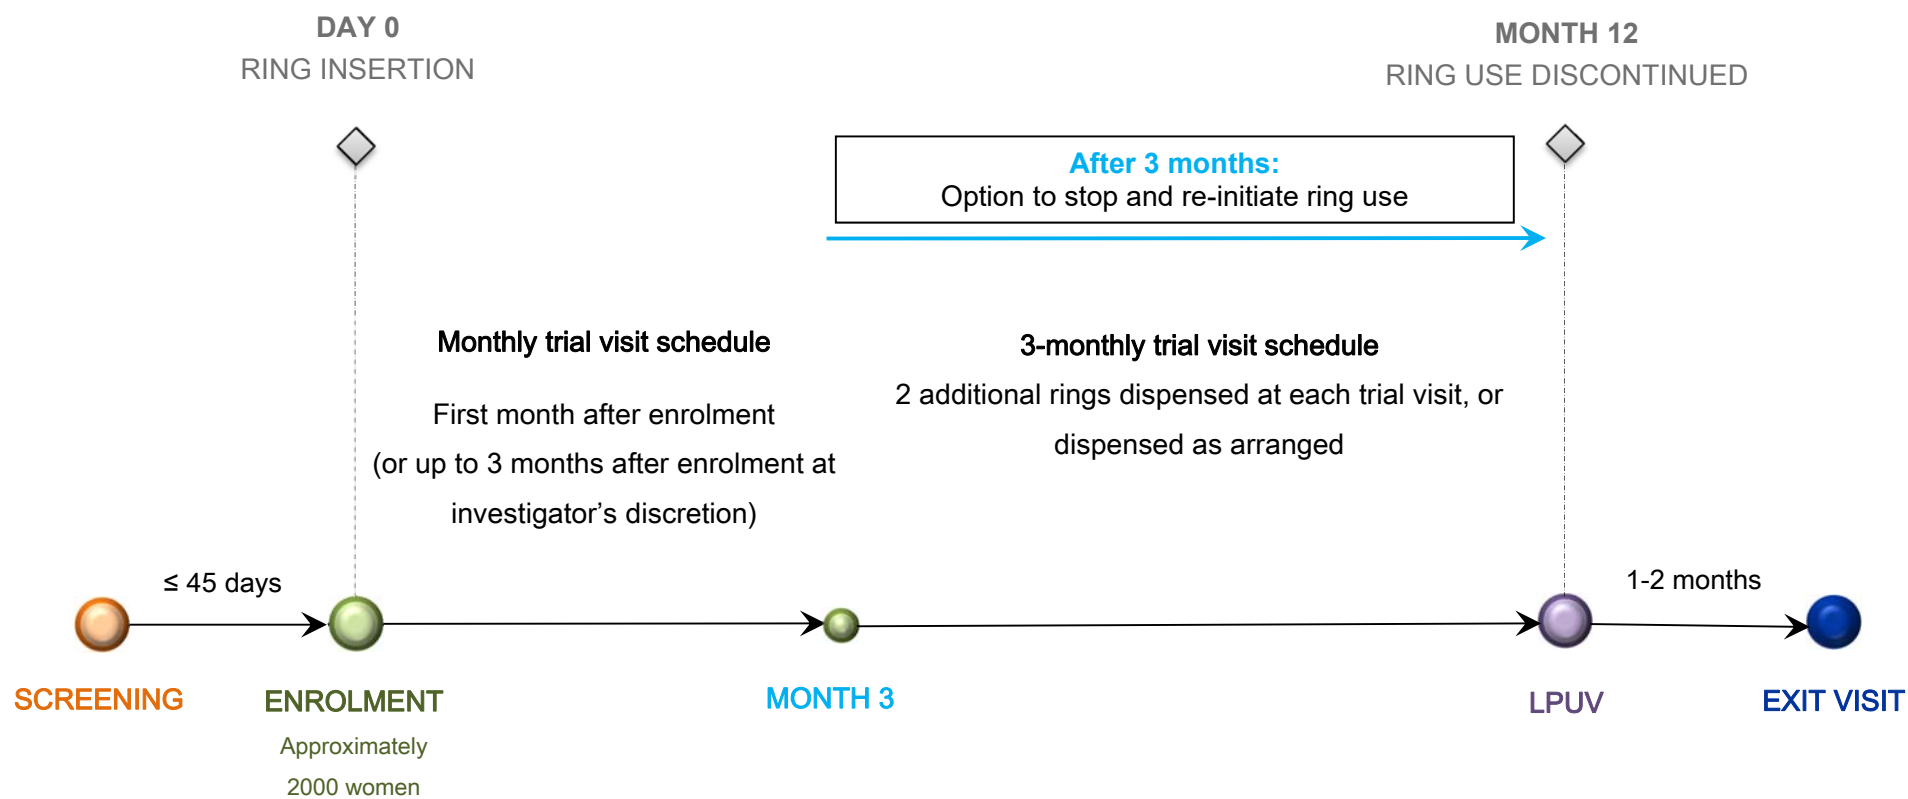 DAY 0
RING INSERTION
MONTH 12
RING USE DISCONTINUED
After 3 months:
Option to stop and re-initiate ring use
Monthly trial visit schedule
First month after enrolment
(or up to 3 months after enrolment at
investigator’s discretion)
3-monthly trial visit schedule
2 additional rings dispensed at each trial visit, or
dispensed as arranged
≤ 45 days
1-2 months
SCREENING
ENROLMENT
Approximately
2000 women
MONTH 3
LPUV
EXIT VISIT